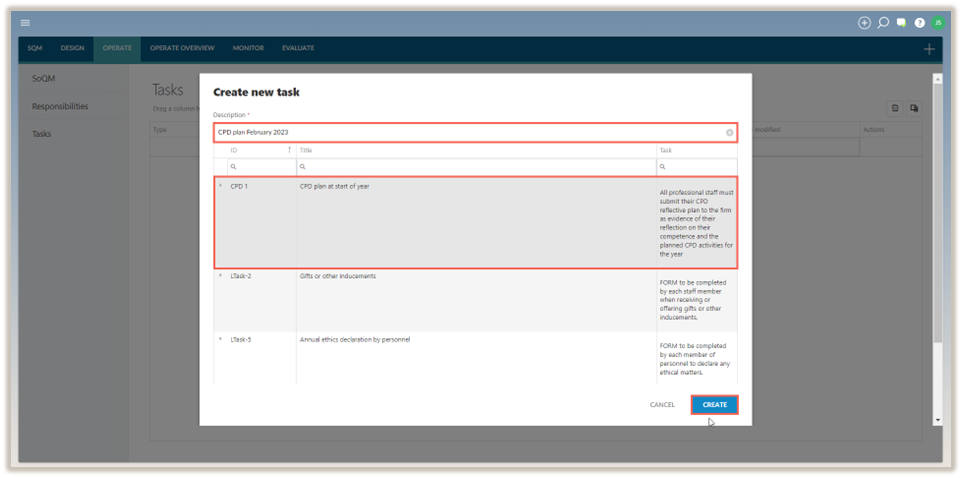 ? JS
SQM DESIGN OPERATE OPERATE OVERVIEW MONITOR EVALUATE
SoQM
Responsibilities
Tasks
Tasks
Drag a column h
Type
modified
Actions
Create new task
Description *
CPD plan February 2023
ID Title Task
CPD 1 CPD plan at start of year
All professional staff must
submit their CPD
reflective plan to the firm
as evidence of their
reflection on their
competence and the
planned CPD activities for
the year
LTask-2 Gifts or other inducements
FORM to be completed
by each staff member
when receiving or
offering gifts or other
inducements.
LTask-5 Annual ethics declaration by personnel
FORM to be completed
by each member of
personnel to declare any
ethical matters.
CANCEL CREATE